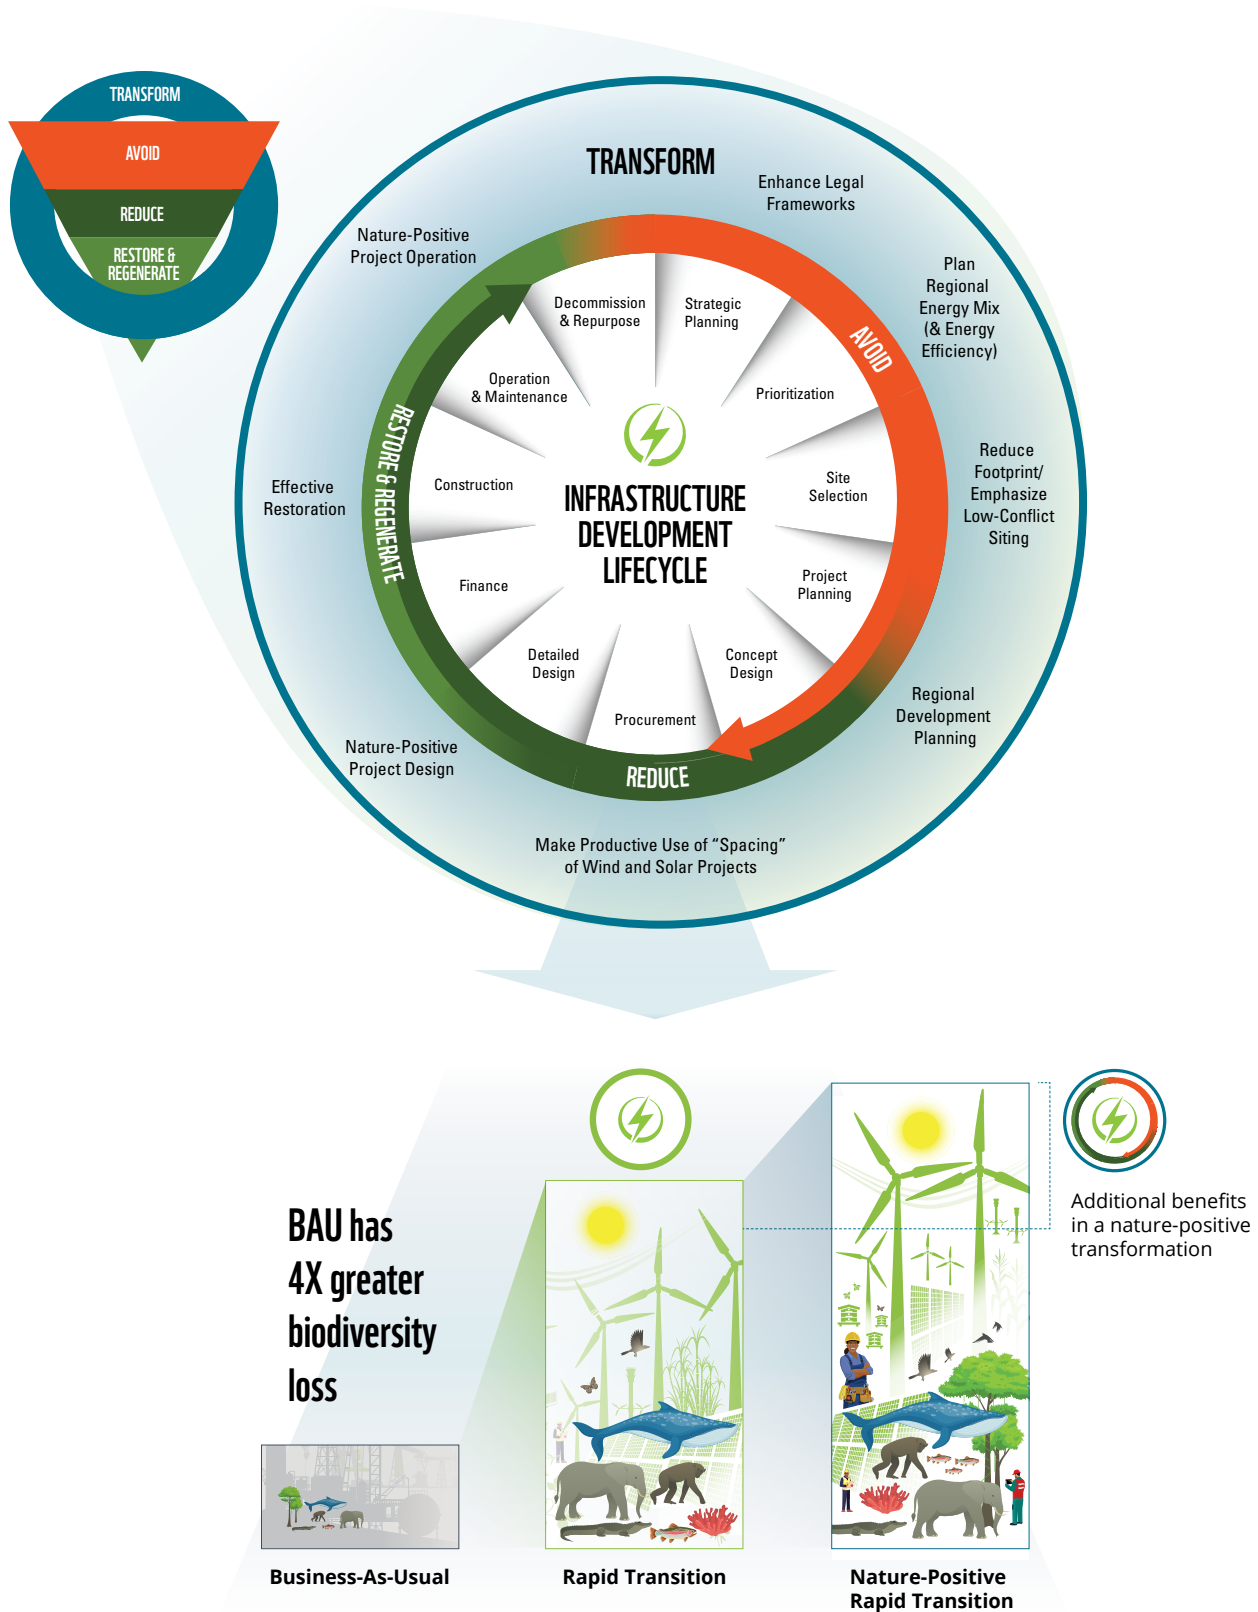 TRANSFORM
AVOID
REDUCE
RESTORE &
REGENERATE
TRANSFORM
Enhance Legal
Frameworks
Plan
Regional
Energy Mix
(& Energy
Efficiency)
Reduce
Footprint/
Emphasize
Low-Conflict
Siting
Regional
Development
Planning
Make Productive Use of “Spacing”
of Wind and Solar Projects
Nature-Positive
Project Design
Effective
Restoration
Nature-Positive
Project Operation
AVOID
REDUCE
RESTORE & REGENERATE
Strategic
Planning
Prioritization
Site
Selection
Project
Planning
Concept
Design
Procurement
Detailed
Design
Finance
Construction
Operation
& Maintenance
Decommission
& Repurpose
INFRASTRUCTURE
DEVELOPMENT
LIFECYCLE
BAU has
4X greater
biodiversity
loss
Additional benefits
in a nature-positive
transformation
Business-As-Usual
Rapid Transition
Nature-Positive
Rapid Transition